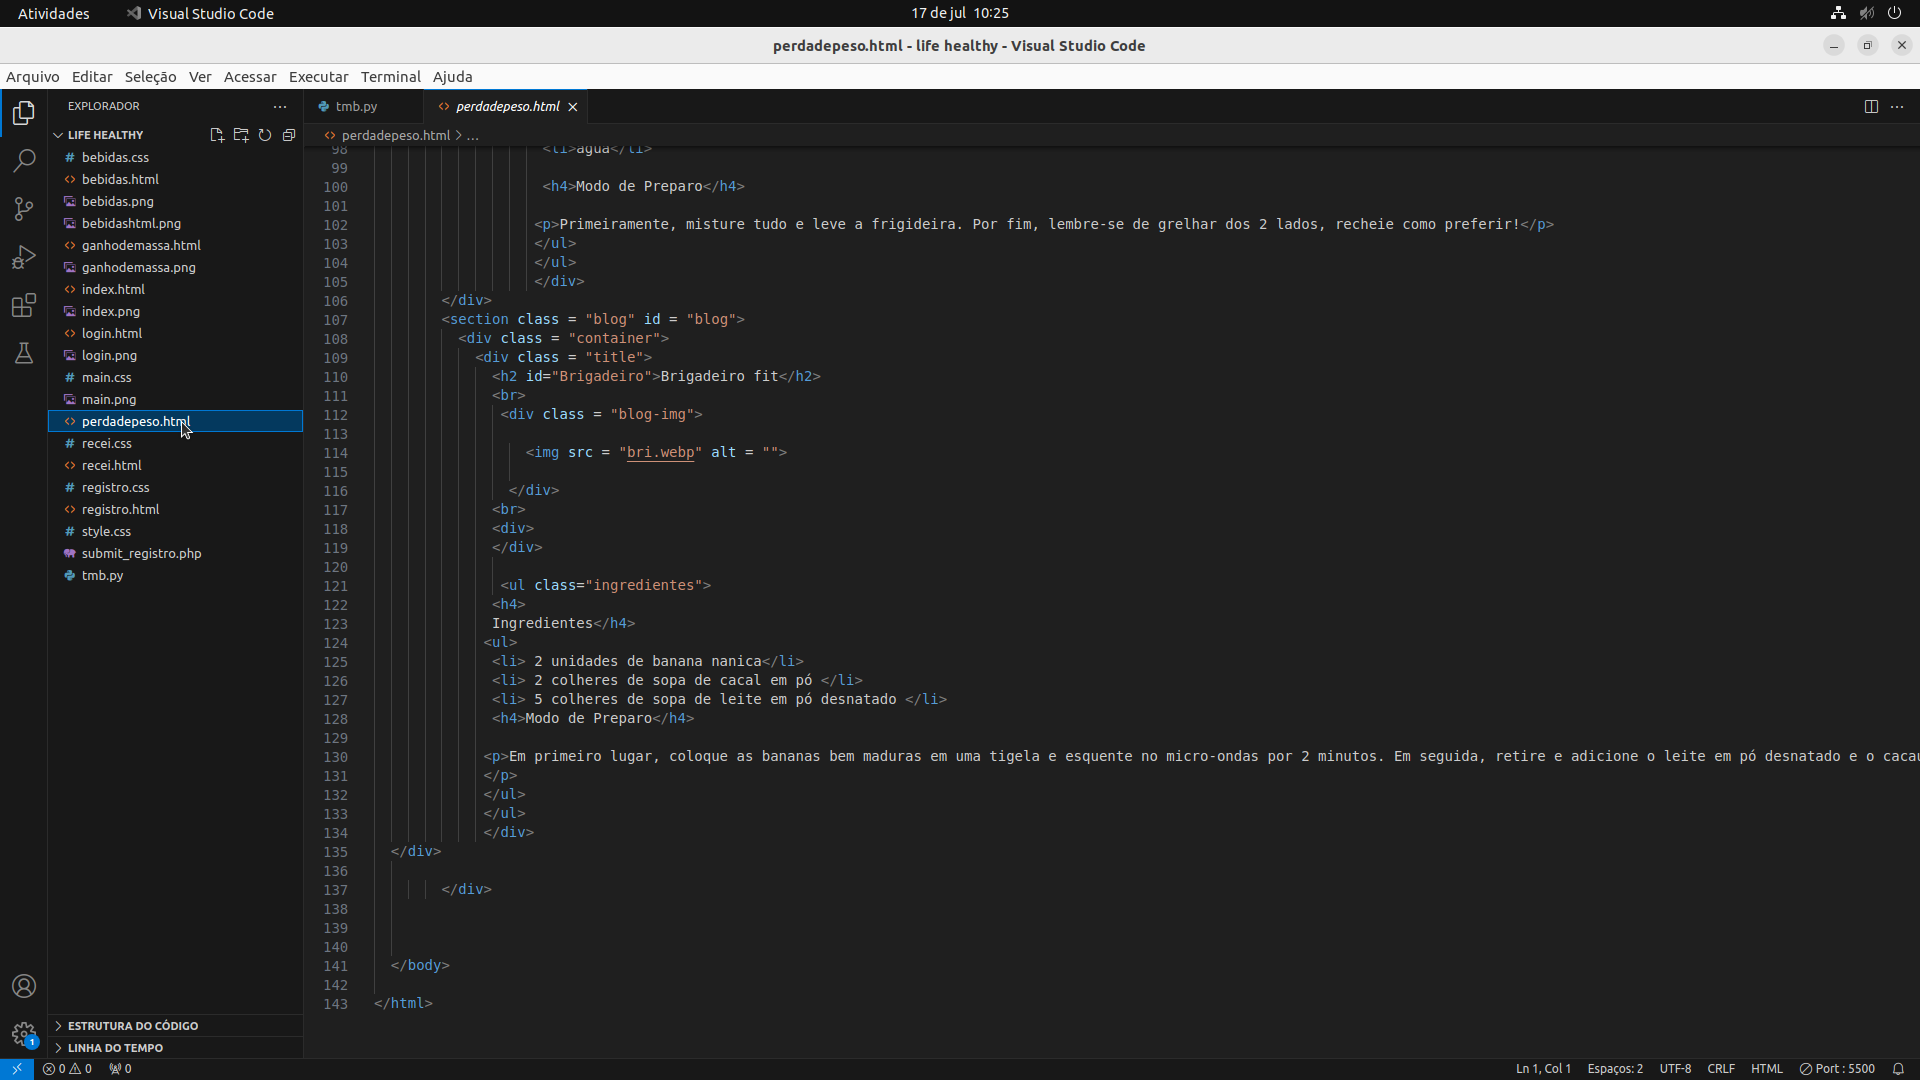 Atividades Visual Studio Code 17 de jul 10:25
perdadepeso.html - life healthy - Visual Studio Code
Arquivo Editar Seleção Ver Acessar Executar Terminal Ajuda
EXPLORADOR
LIFE HEALTHY
bebidas.css
bebidas.html
bebidas.png
bebidashtml.png
ganhodemassa.html
ganhodemassa.png
index.html
index.png
login.html
login.png
main.css
main.png
perdadepeso.html
recei.css
recei.html
registro.css
registro.html
style.css
submit_registro.php
tmb.py
ESTRUTURA DO CÓDIGO
LINHA DO TEMPO
1
tmb.py perdadepeso.html
perdadepeso.html > ...
98 <li>agua</li>
99
100 <h4>Modo de Preparo</h4>
101
102 <p>Primeiramente, misture tudo e leve a frigideira. Por fim, lembre-se de grelhar dos 2 lados, recheie como preferir!</p>
103 </ul>
104 </ul>
105 </div>
106 </div>
107 <section class = "blog" id = "blog">
108 <div class = "container">
109 <div class = "title">
110 <h2 id="Brigadeiro">Brigadeiro fit</h2>
111 <br>
112 <div class = "blog-img">
113
114 <img src = "bri.webp" alt = "">
115
116 </div>
117 <br>
118 <div>
119 </div>
120
121 <ul class="ingredientes">
122 <h4>
123 Ingredientes</h4>
124 <ul>
125 <li> 2 unidades de banana nanica</li>
126 <li> 2 colheres de sopa de cacal em pó </li>
127 <li> 5 colheres de sopa de leite em pó desnatado </li>
128 <h4>Modo de Preparo</h4>
129
130 <p>Em primeiro lugar, coloque as bananas bem maduras em uma tigela e esquente no micro-ondas por 2 minutos. Em seguida, retire e adicione o leite em pó desnatado e o cacau
131 </p>
132 </ul>
133 </ul>
134 </div>
135 </div>
136
137 </div>
138
139
140
141 </body>
142
143 </html>
0 0 0 Ln 1, Col 1 Espaços: 2 UTF-8 CRLF HTML Port : 5500